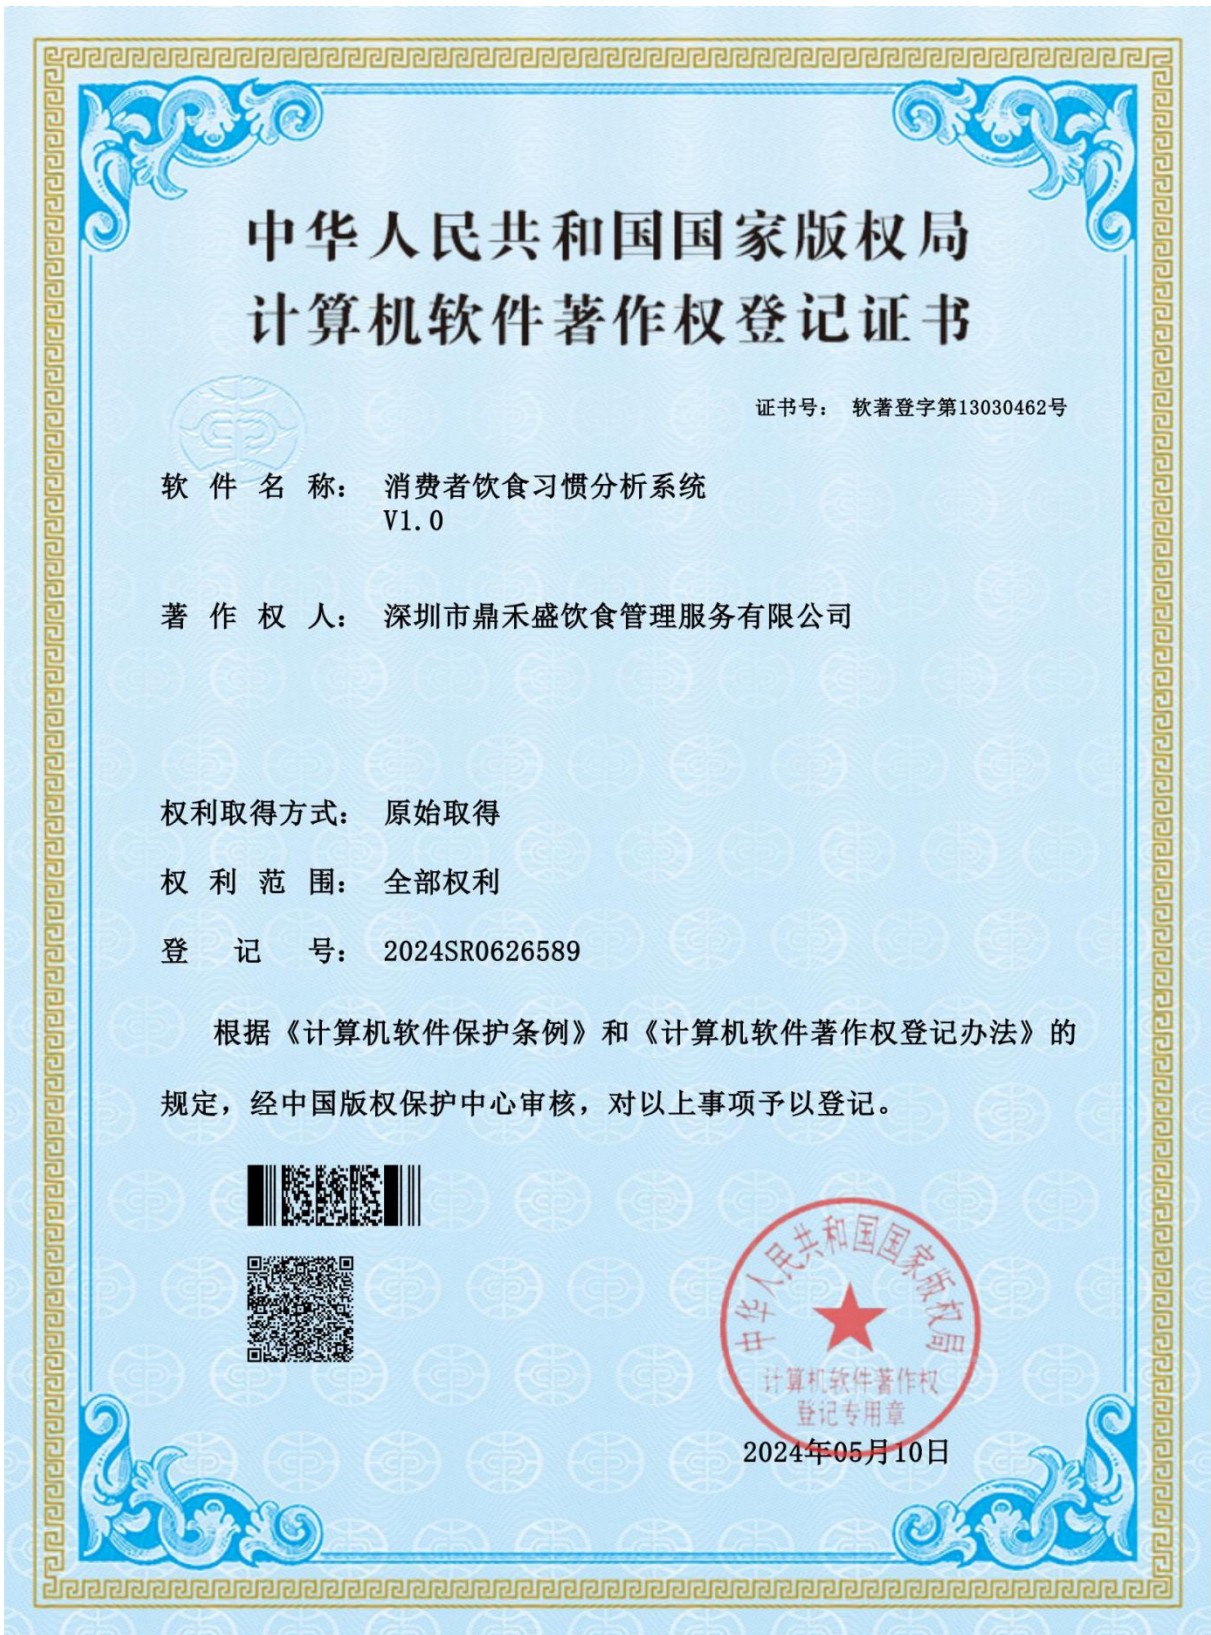 中华人民共和国国家版权局
计算机软件著作权登记证书
证书号： 软著登字第13030462号
软件名称： 消费者饮食习惯分析系统
V1.0
著作权人： 深圳市鼎禾盛饮食管理服务有限公司
权利取得方式： 原始取得
权利范围： 全部权利
登记号： 2024SR0626589
根据《计算机软件保护条例》和《计算机软件著作权登记办法》的
规定，经中国版权保护中心审核，对以上事项予以登记。
中华人民共和国国家版权局
计算机软件著作权
登记专用章
2024年05月10日